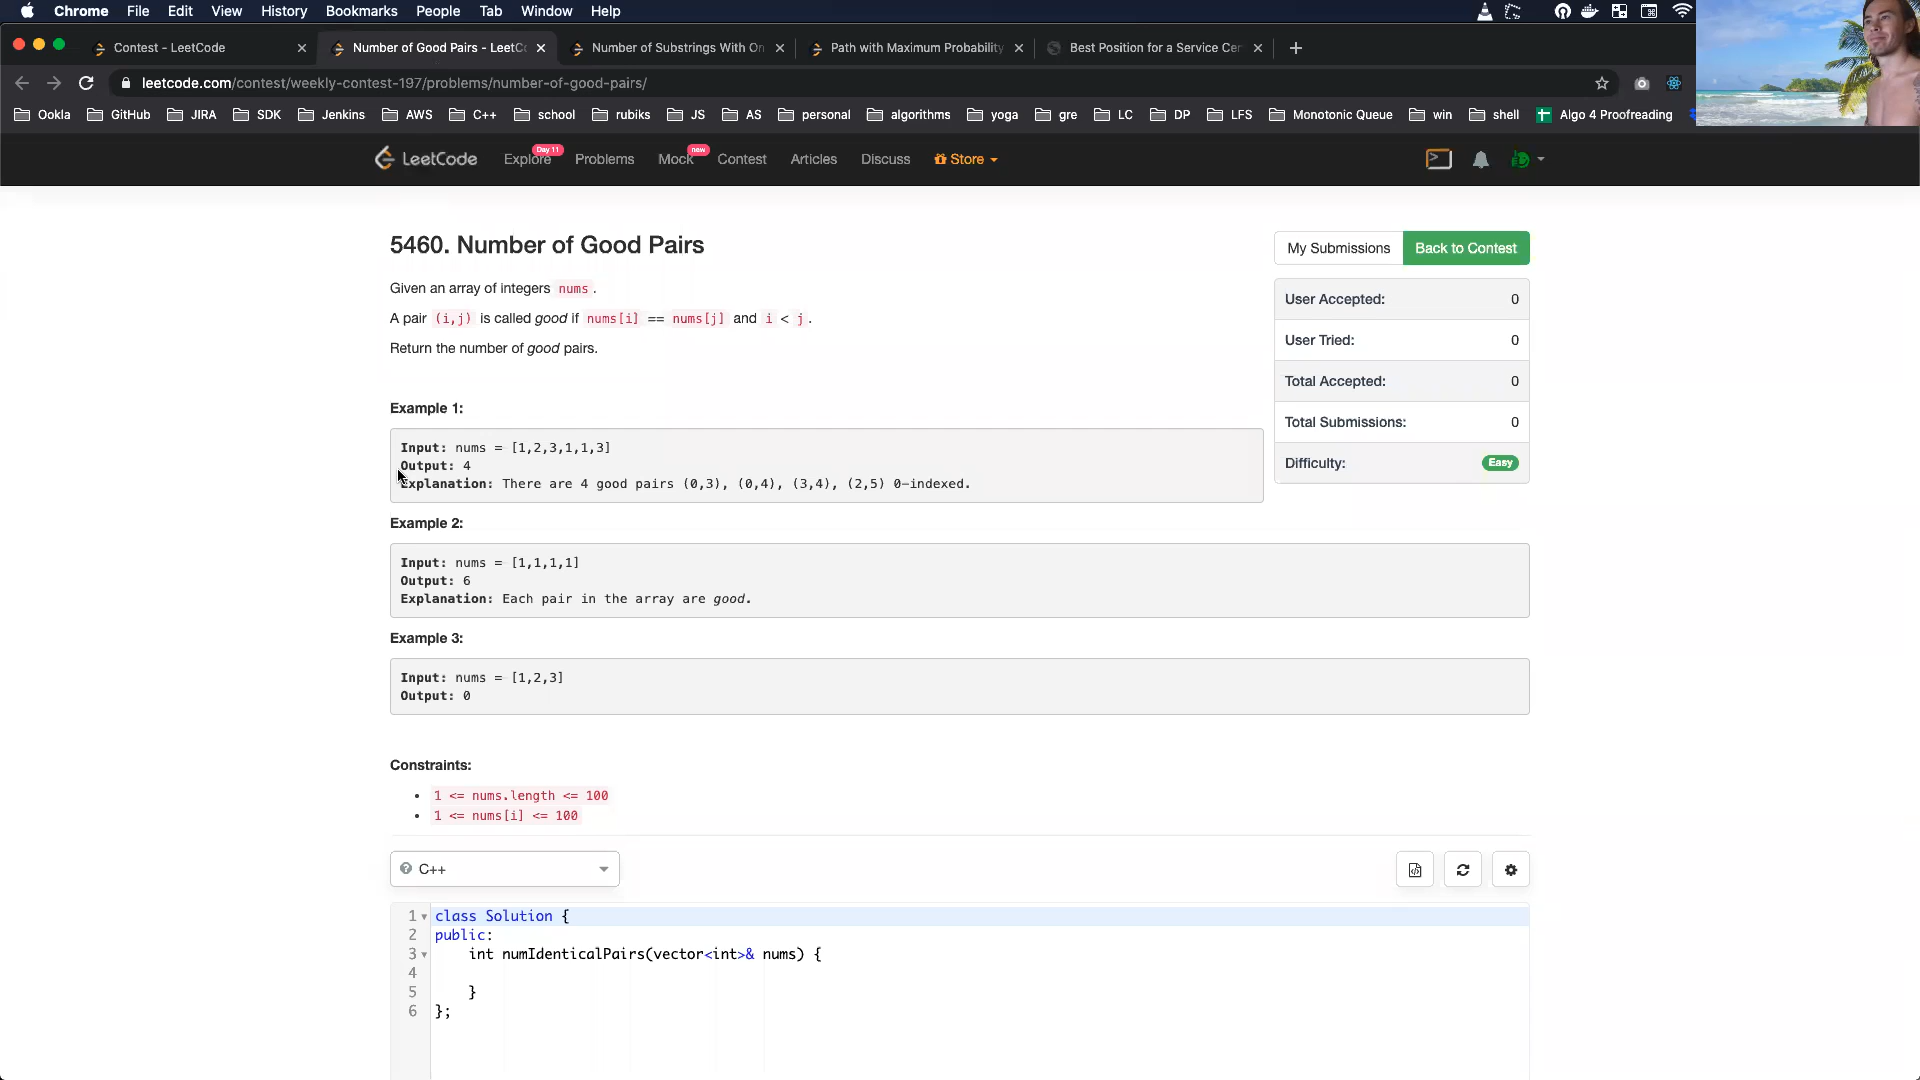 Chrome File Edit View History Bookmarks People Tab Window Help
Contest - LeetCode
Number of Good Pairs - LeetC
Number of Substrings With On
Path with Maximum Probability
Best Position for a Service Cer
leetcode.com/contest/weekly-contest-197/problems/number-of-good-pairs/
Ookla GitHub JIRA SDK Jenkins AWS C++ school rubiks JS AS personal algorithms yoga gre LC DP LFS Monotonic Queue win shell Algo 4 Proofreading
LeetCode Explore Day 11 Problems Mock new Contest Articles Discuss Store
5460. Number of Good Pairs
My Submissions Back to Contest
Given an array of integers nums .
A pair (i,j) is called good if nums[i] == nums[j] and i < j .
Return the number of good pairs.
User Accepted: 0
User Tried: 0
Total Accepted: 0
Total Submissions: 0
Difficulty: Easy
Example 1:
Input: nums = [1,2,3,1,1,3]
Output: 4
Explanation: There are 4 good pairs (0,3), (0,4), (3,4), (2,5) 0-indexed.
Example 2:
Input: nums = [1,1,1,1]
Output: 6
Explanation: Each pair in the array are good.
Example 3:
Input: nums = [1,2,3]
Output: 0
Constraints:
1 <= nums.length <= 100
1 <= nums[i] <= 100
C++
1 class Solution {
2 public:
3 int numIdenticalPairs(vector<int>& nums) {
4
5 }
6 };